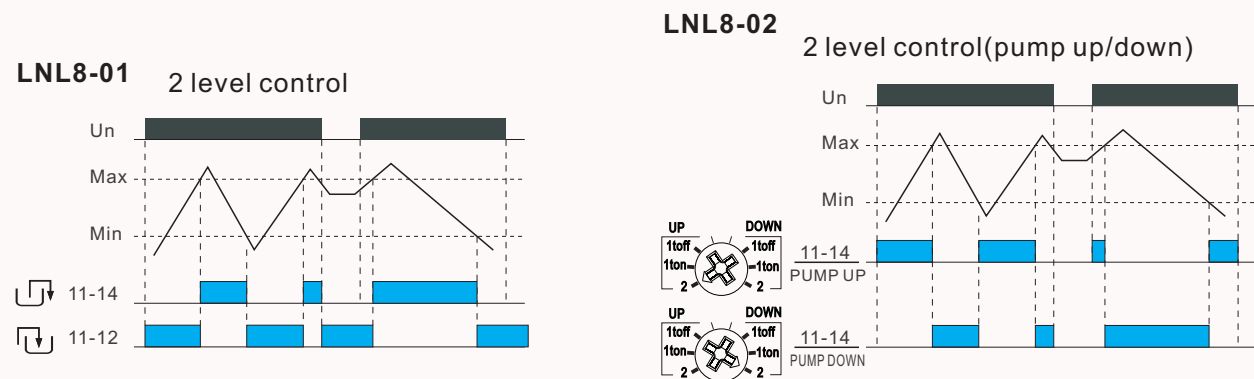 LNL8-01
2 level control
Un
Max
Min
11-14
11-12
LNL8-02
2 level control(pump up/down)
Un
Max
Min
UP DOWN
1toff 1toff
1ton 1ton
2 2
11-14
PUMP UP
UP DOWN
1toff 1toff
1ton 1ton
2 2
11-14
PUMP DOWN